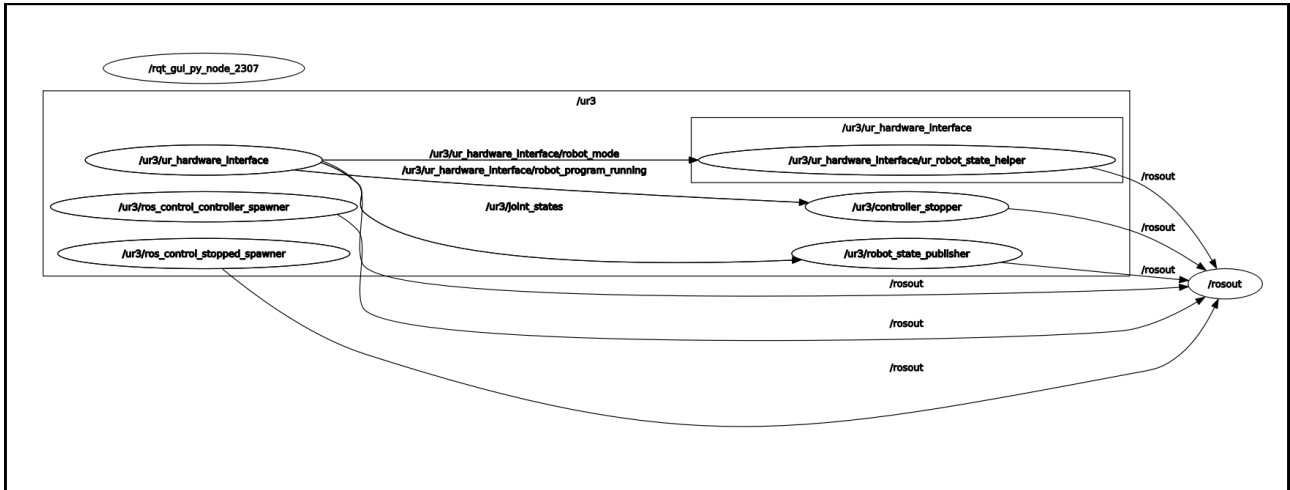 /rqt_gui_py_node_2307
/ur3
/ur3/ur_hardware_interface
/ur3/ur_hardware_interface
/ur3/ur_hardware_interface/robot_mode
/ur3/ur_hardware_interface/ur_robot_state_helper
/ur3/ur_hardware_interface/robot_program_running
/rosout
/ur3/ros_control_controller_spawner
/ur3/joint_states
/ur3/controller_stopper
/rosout
/ur3/ros_control_stopped_spawner
/ur3/robot_state_publisher
/rosout
/rosout
/rosout
/rosout
/rosout